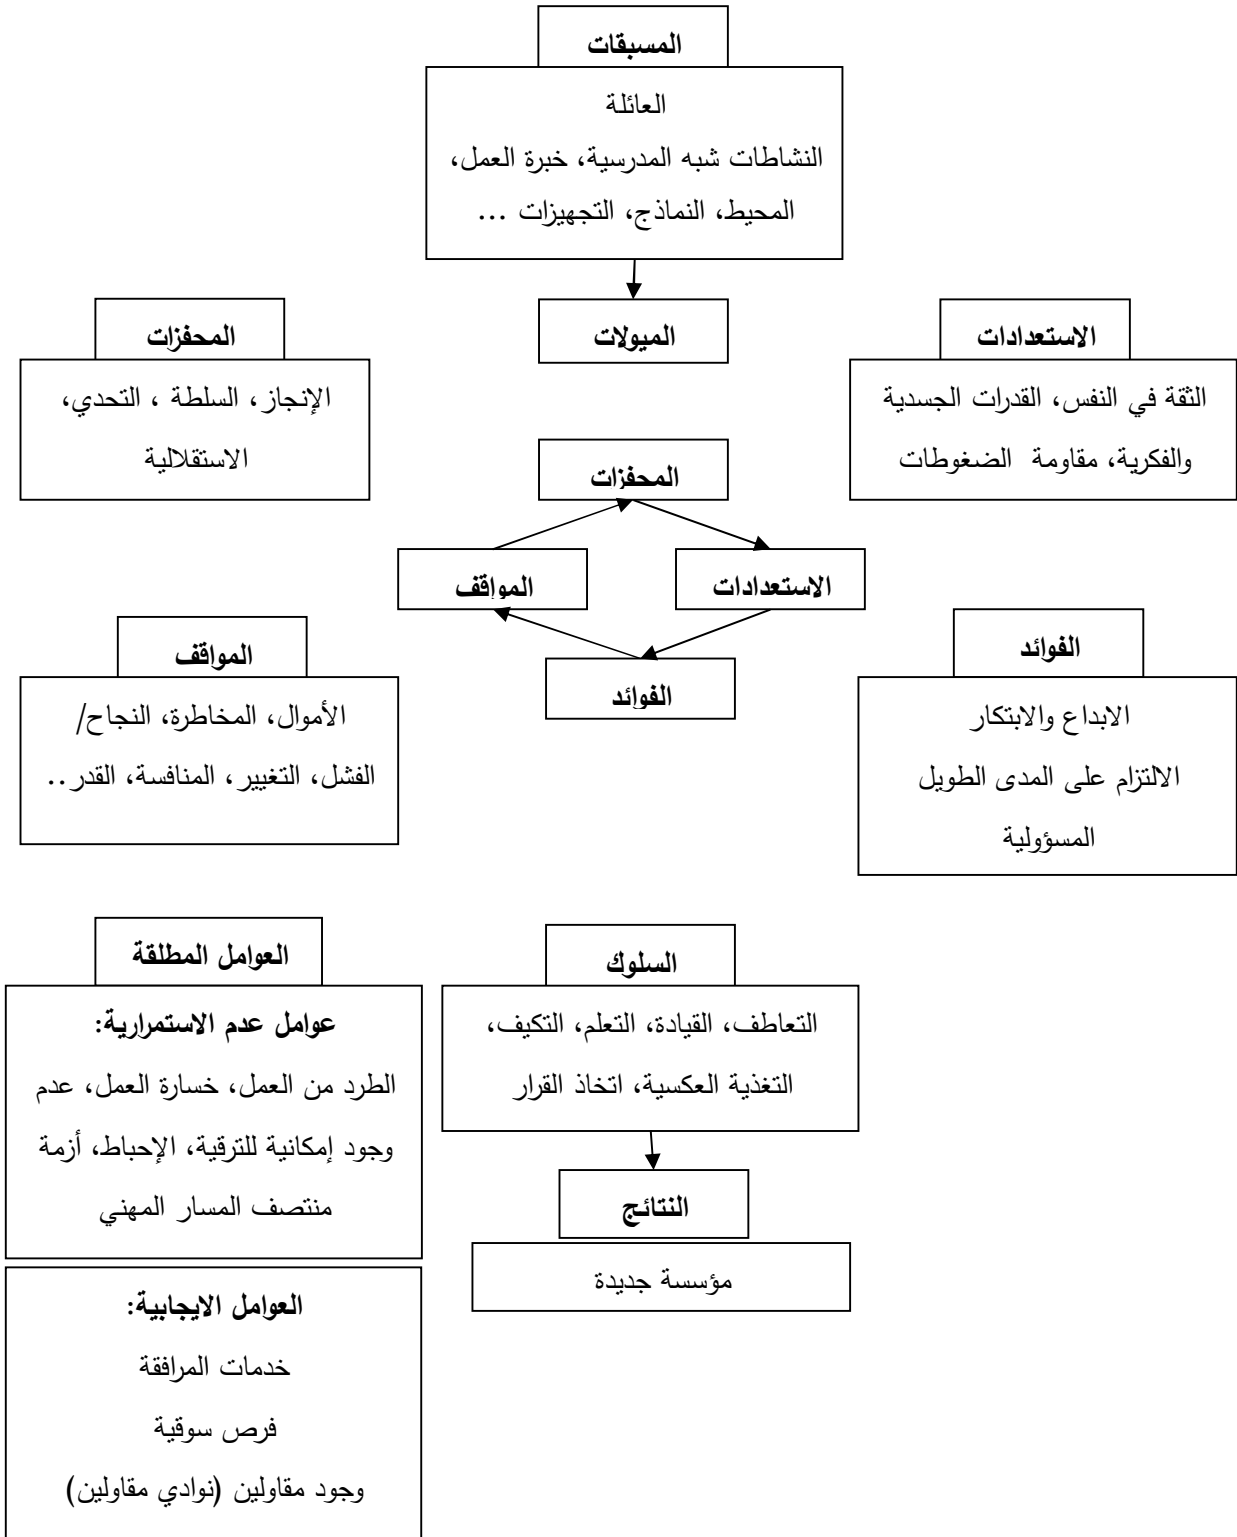 المسبقات
العائلة
النشاطات شبه المدرسية، خبرة العمل،
المحيط، النماذج، التجهيزات ...
الميولات
المحفزات
الإنجاز، السلطة ، التحدي،
الاستقلالية
الاستعدادات
الثقة في النفس، القدرات الجسدية
والفكرية، مقاومة الضغوطات
المحفزات
المواقف
الاستعدادات
الفوائد
المواقف
الأموال، المخاطرة، النجاح/
الفشل، التغيير، المنافسة، القدر..
الفوائد
الابداع والابتكار
الالتزام على المدى الطويل
المسؤولية
العوامل المطلقة
عوامل عدم الاستمرارية:
الطرد من العمل، خسارة العمل، عدم
وجود إمكانية للترقية، الإحباط، أزمة
منتصف المسار المهني
العوامل الايجابية:
خدمات المرافقة
فرص سوقية
وجود مقاولين (نوادي مقاولين)
السلوك
التعاطف، القيادة، التعلم، التكيف،
التغذية العكسية، اتخاذ القرار
النتائج
مؤسسة جديدة